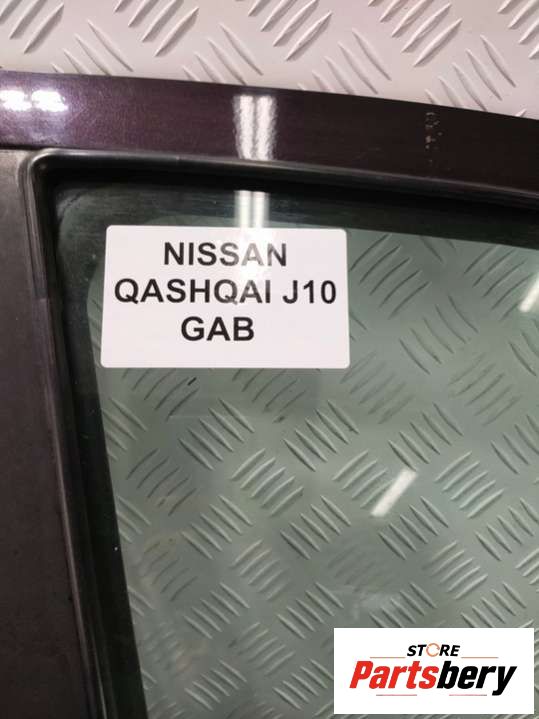 NISSAN
QASHQAI J10
GAB
STORE
Partsbery